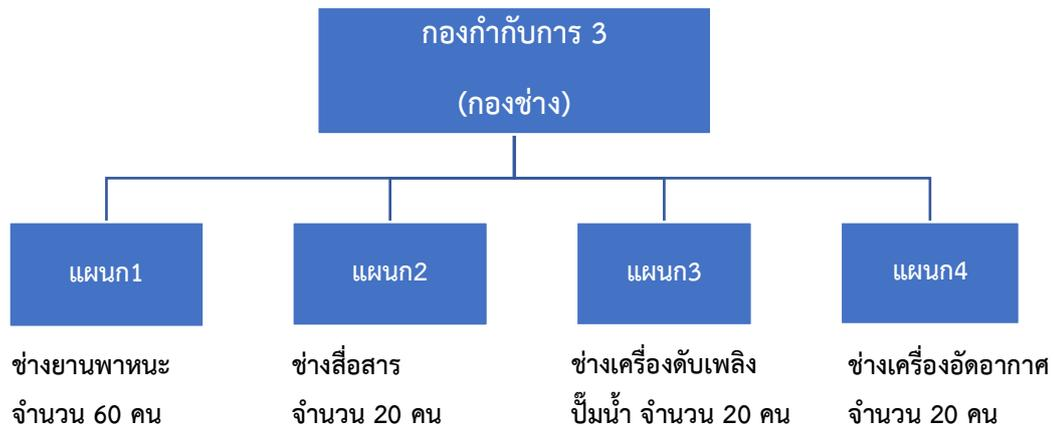 กองกำกับการ 3
(กองช่าง)
แผนก1
แผนก2
แผนก3
แผนก4
ช่างยานพาหนะ
จำนวน 60 คน
ช่างสื่อสาร
จำนวน 20 คน
ช่างเครื่องดับเพลิง
ปั๊มน้ำ จำนวน 20 คน
ช่างเครื่องอัดอากาศ
จำนวน 20 คน